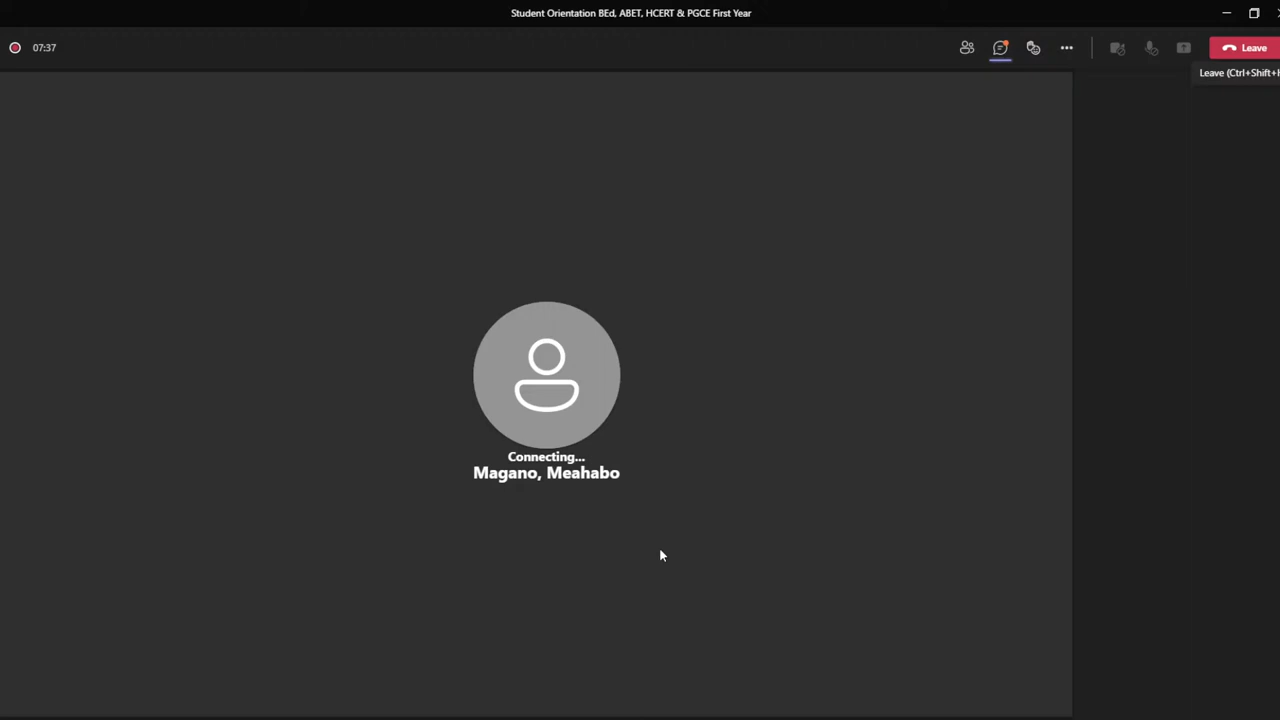 Student Orientation BEd, ABET, HCERT & PGCE First Year
07:37
Leave
Leave (Ctrl+Shift+H
Connecting...
Magano, Meahabo